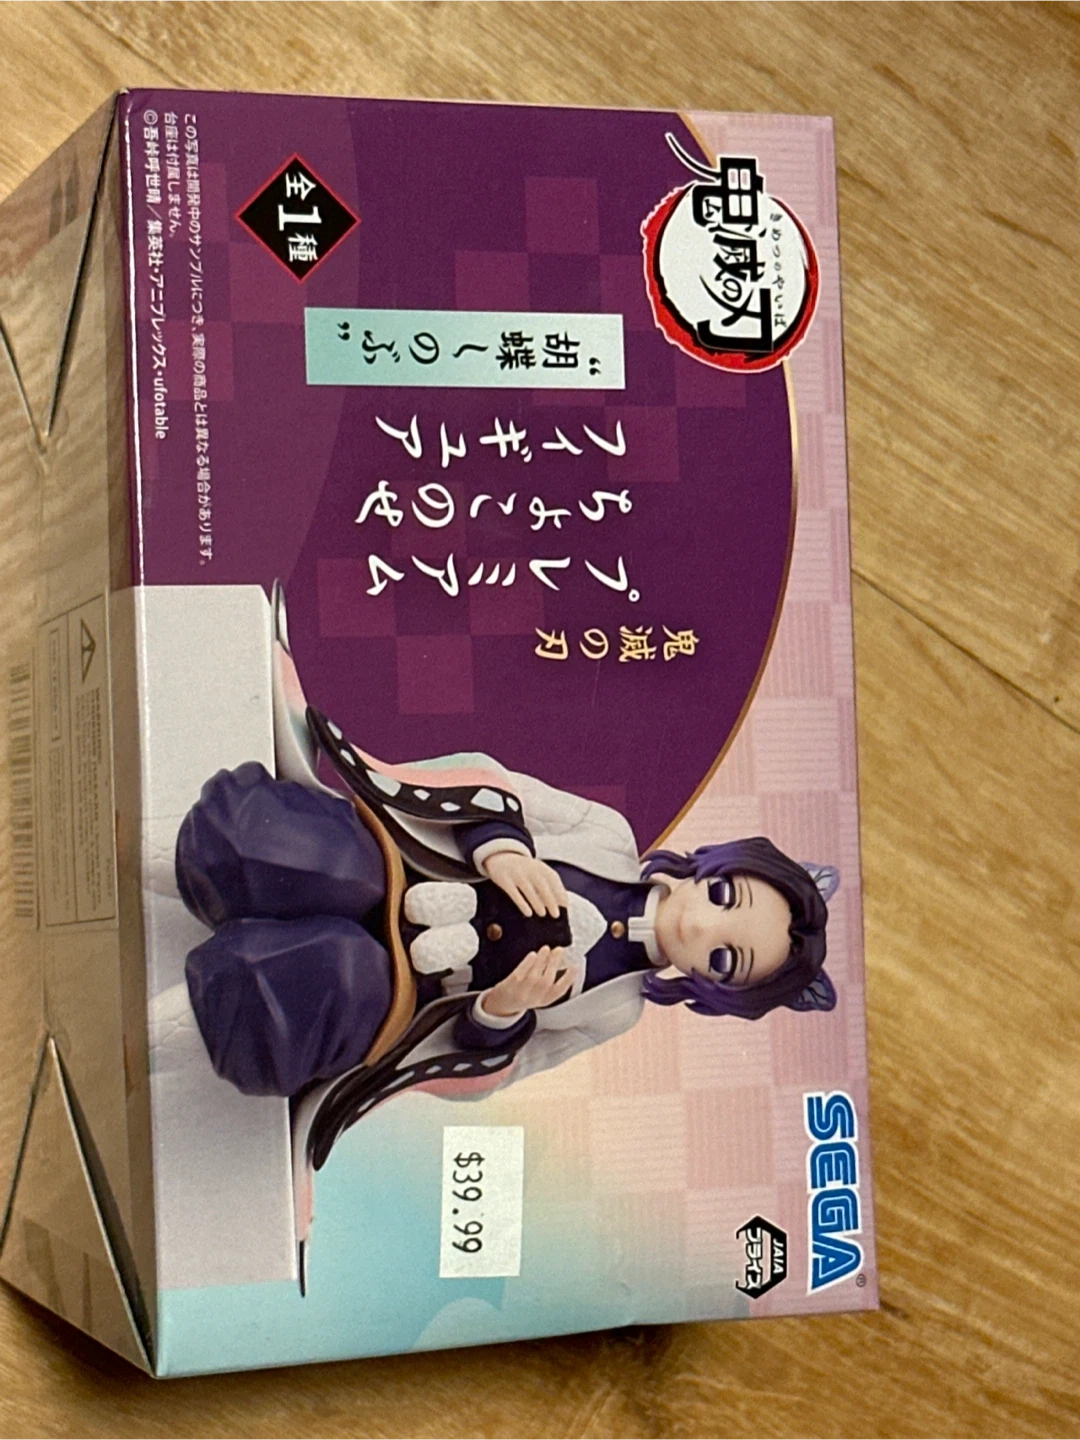 鬼滅の刃
きめつのやいば
鬼滅の刃
プレミアム
ちょこのせ
フィギュア
“胡蝶しのぶ”
全1種
この写真は開発中のサンプルにつき、実際の商品とは異なる場合があります。
台座は付属しません。
©吾峠呼世晴／集英社・アニプレックス・ufotable
SEGA®
JAIA
プライズ
$39.99